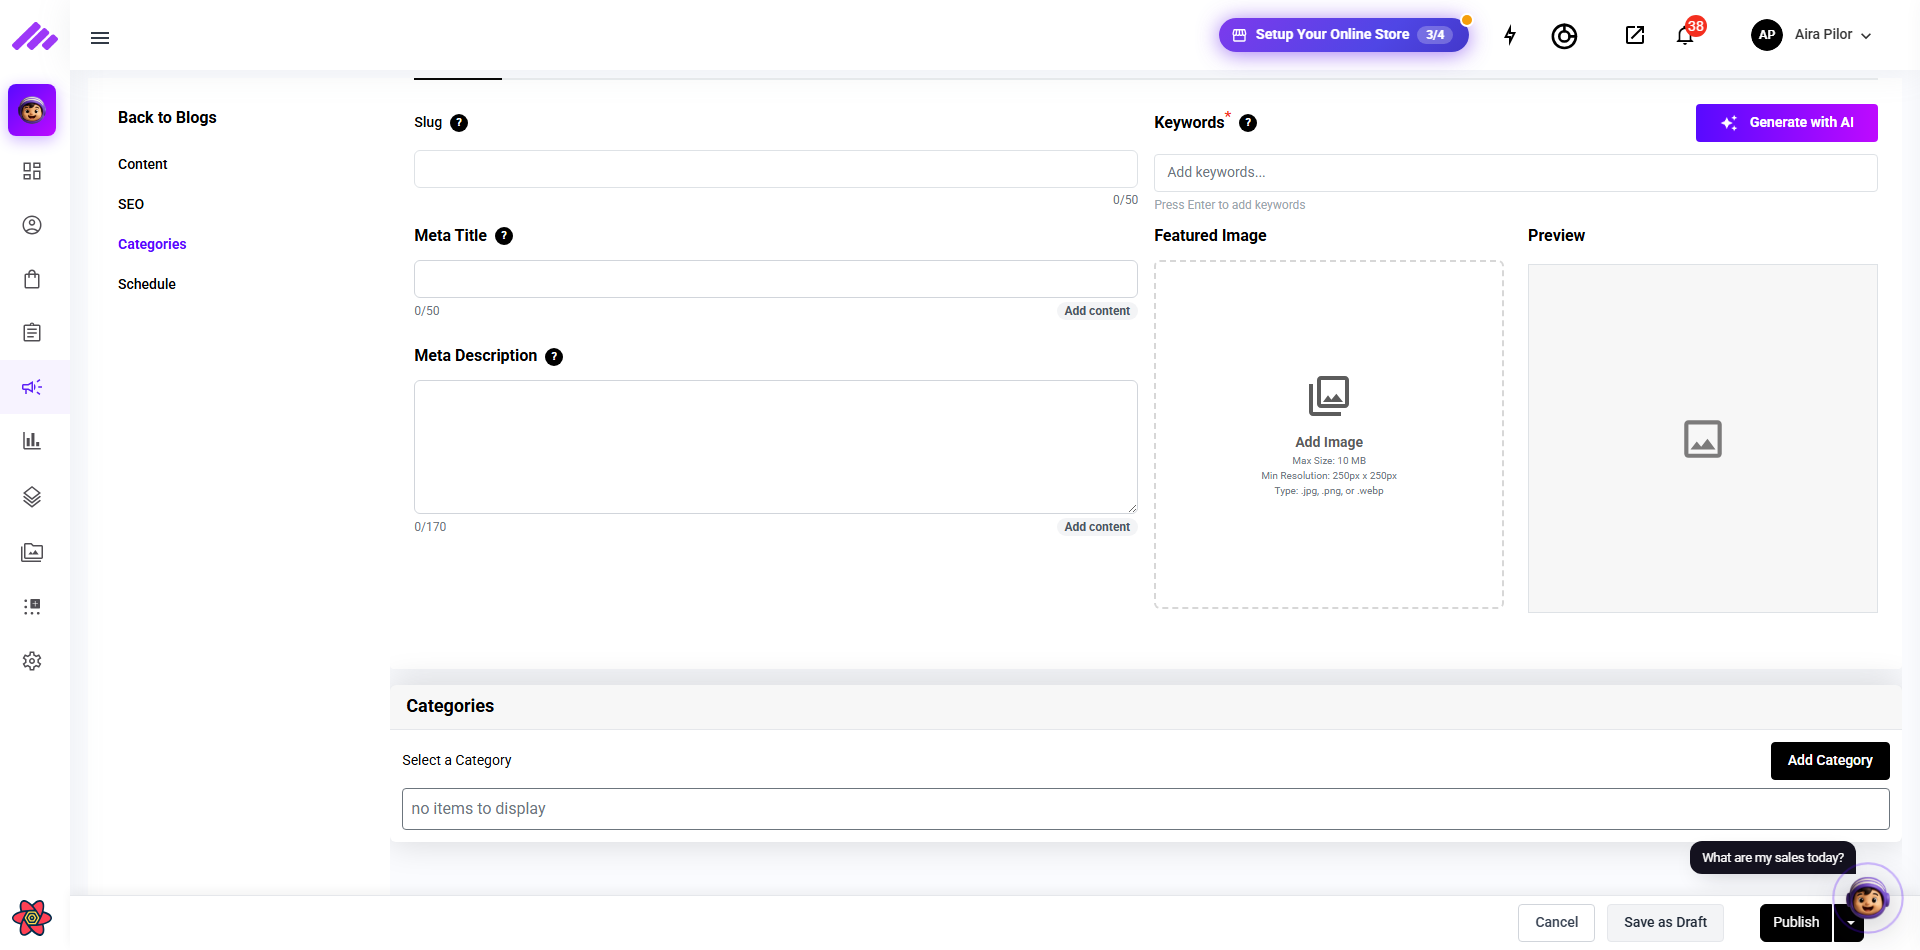 Setup Your Online Store 3/4
38
AP Aira Pilor
Back to Blogs
Content
SEO
Categories
Schedule
Slug ?
0/50
Meta Title ?
0/50 Add content
Meta Description ?
0/170 Add content
Keywords* ?
Generate with AI
Add keywords...
Press Enter to add keywords
Featured Image
Add Image
Max Size: 10 MB
Min Resolution: 250px x 250px
Type: .jpg, .png, or .webp
Preview
Categories
Select a Category
Add Category
no items to display
What are my sales today?
Cancel
Save as Draft
Publish